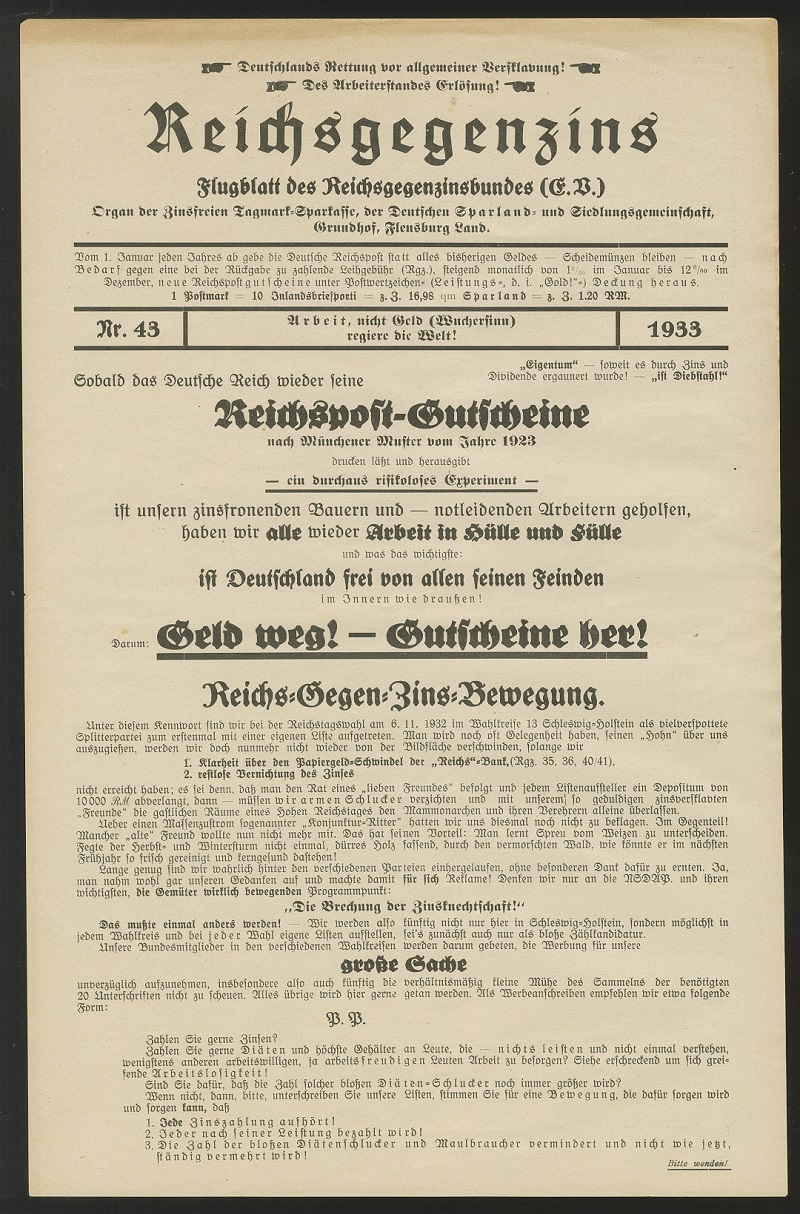 Deutschlands Rettung vor allgemeiner Versklavung!
Des Arbeiterstandes Erlösung!
Reichsgegenzins
Flugblatt des Reichsgegenzinsbundes (E.V.)
Organ der Zinsfreien Tagmark-Sparkasse, der Deutschen Sparland- und Siedlungsgemeinschaft,
Grundhof, Flensburg Land.
Vom 1. Januar jeden Jahres ab gebe die Deutsche Reichspost statt alles bisherigen Geldes — Scheidemünzen bleiben — nach
Bedarf gegen eine bei der Rückgabe zu zahlende Leihgebühr (Rgz.), steigend monatlich von 1‰ im Januar bis 12‰ im
Dezember, neue Reichspostgutscheine unter Postwertzeichen- (Leistungs-, d. i. „Gold!“-) Deckung heraus.
1 Postmark = 10 Inlandsbriefporti = z. Z. 16,98 qm Sparland = z. Z. 1.20 RM.
Nr. 43
Arbeit, nicht Geld (Wuchersinn)
regiere die Welt!
1933
„Eigentum“ — soweit es durch Zins und
Dividende ergaunert wurde! — „ist Diebstahl!“
Sobald das Deutsche Reich wieder seine
Reichspost-Gutscheine
nach Münchener Muster vom Jahre 1923
drucken läßt und herausgibt
— ein durchaus risikoloses Experiment —
ist unsern zinsfronenden Bauern und — notleidenden Arbeitern geholfen,
haben wir alle wieder Arbeit in Hülle und Fülle
und was das wichtigste:
ist Deutschland frei von allen seinen Feinden
im Innern wie draußen!
Darum: Geld weg! — Gutscheine her!
Reichs-Gegen-Zins-Bewegung.
Unter diesem Kennwort sind wir bei der Reichstagswahl am 6. 11. 1932 im Wahlkreise 13 Schleswig-Holstein als vielverspottete
Splitterpartei zum erstenmal mit einer eigenen Liste aufgetreten. Man wird noch oft Gelegenheit haben, seinen „Hohn“ über uns
auszugießen, werden wir doch nunmehr nicht wieder von der Bildfläche verschwinden, solange wir
1. Klarheit über den Papiergeld-Schwindel der „Reichs“-Bank, (Rgz. 35, 36, 40/41),
2. restlose Vernichtung des Zinses
nicht erreicht haben; es sei denn, daß man den Rat eines „lieben Freundes“ befolgt und jedem Listenaufsteller ein Depositum von
10000 RM abverlangt, dann — müssen wir armen Schlucker verzichten und mit unserem so geduldigen zinsversklavten
„Freunde“ die gastlichen Räume eines Hohen Reichstages den Mammonarchen und ihren Verehrern alleine überlassen.
Ueber einen Massenzustrom sogenannter „Konjunktur-Ritter“ hatten wir uns diesmal noch nicht zu beklagen. Im Gegenteil!
Mancher „alte“ Freund wollte nun nicht mehr mit. Das hat seinen Vorteil: Man lernt Spreu vom Weizen zu unterscheiden.
Fegte der Herbst- und Wintersturm nicht einmal, dürres Holz fassend, durch den vermorschten Wald, wie könnte er im nächsten
Frühjahr so frisch gereinigt und kerngesund dastehen!
Lange genug sind wir wahrlich hinter den verschiedenen Parteien einhergelaufen, ohne besonderen Dank dafür zu ernten. Ja,
man nahm wohl gar unseren Gedanken auf und machte damit für sich Reklame! Denken wir nur an die NSDAP. und ihren
wichtigsten, die Gemüter wirklich bewegenden Programmpunkt:
„Die Brechung der Zinsknechtschaft!“
Das mußte einmal anders werden! — Wir werden also künftig nicht nur hier in Schleswig-Holstein, sondern möglichst in
jedem Wahlkreis und bei jeder Wahl eigene Listen aufstellen, sei's zunächst auch nur als bloße Zählkandidatur.
Unsere Bundesmitglieder in den verschiedenen Wahlkreisen werden darum gebeten, die Werbung für unsere
große Sache
unverzüglich aufzunehmen, insbesondere also auch künftig die verhältnismäßig kleine Mühe des Sammelns der benötigten
20 Unterschriften nicht zu scheuen. Alles übrige wird hier gerne getan werden. Als Werbeanschreiben empfehlen wir etwa folgende
Form:
P. P.
Zahlen Sie gerne Zinsen?
Zahlen Sie gerne Diäten und höchste Gehälter an Leute, die — nichts leisten und nicht einmal verstehen,
wenigstens anderen arbeitswilligen, ja arbeitsfreudigen Leuten Arbeit zu besorgen? Siehe erschreckend um sich grei-
fende Arbeitslosigkeit!
Sind Sie dafür, daß die Zahl solcher bloßen Diäten-Schlucker noch immer größer wird?
Wenn nicht, dann, bitte, unterschreiben Sie unsere Listen, stimmen Sie für eine Bewegung, die dafür sorgen wird
und sorgen kann, daß
1. Jede Zinszahlung aufhört!
2. Jeder nach seiner Leistung bezahlt wird!
3. Die Zahl der bloßen Diätenschlucker und Maulbraucher vermindert und nicht wie jetzt,
ständig vermehrt wird!
Bitte wenden!